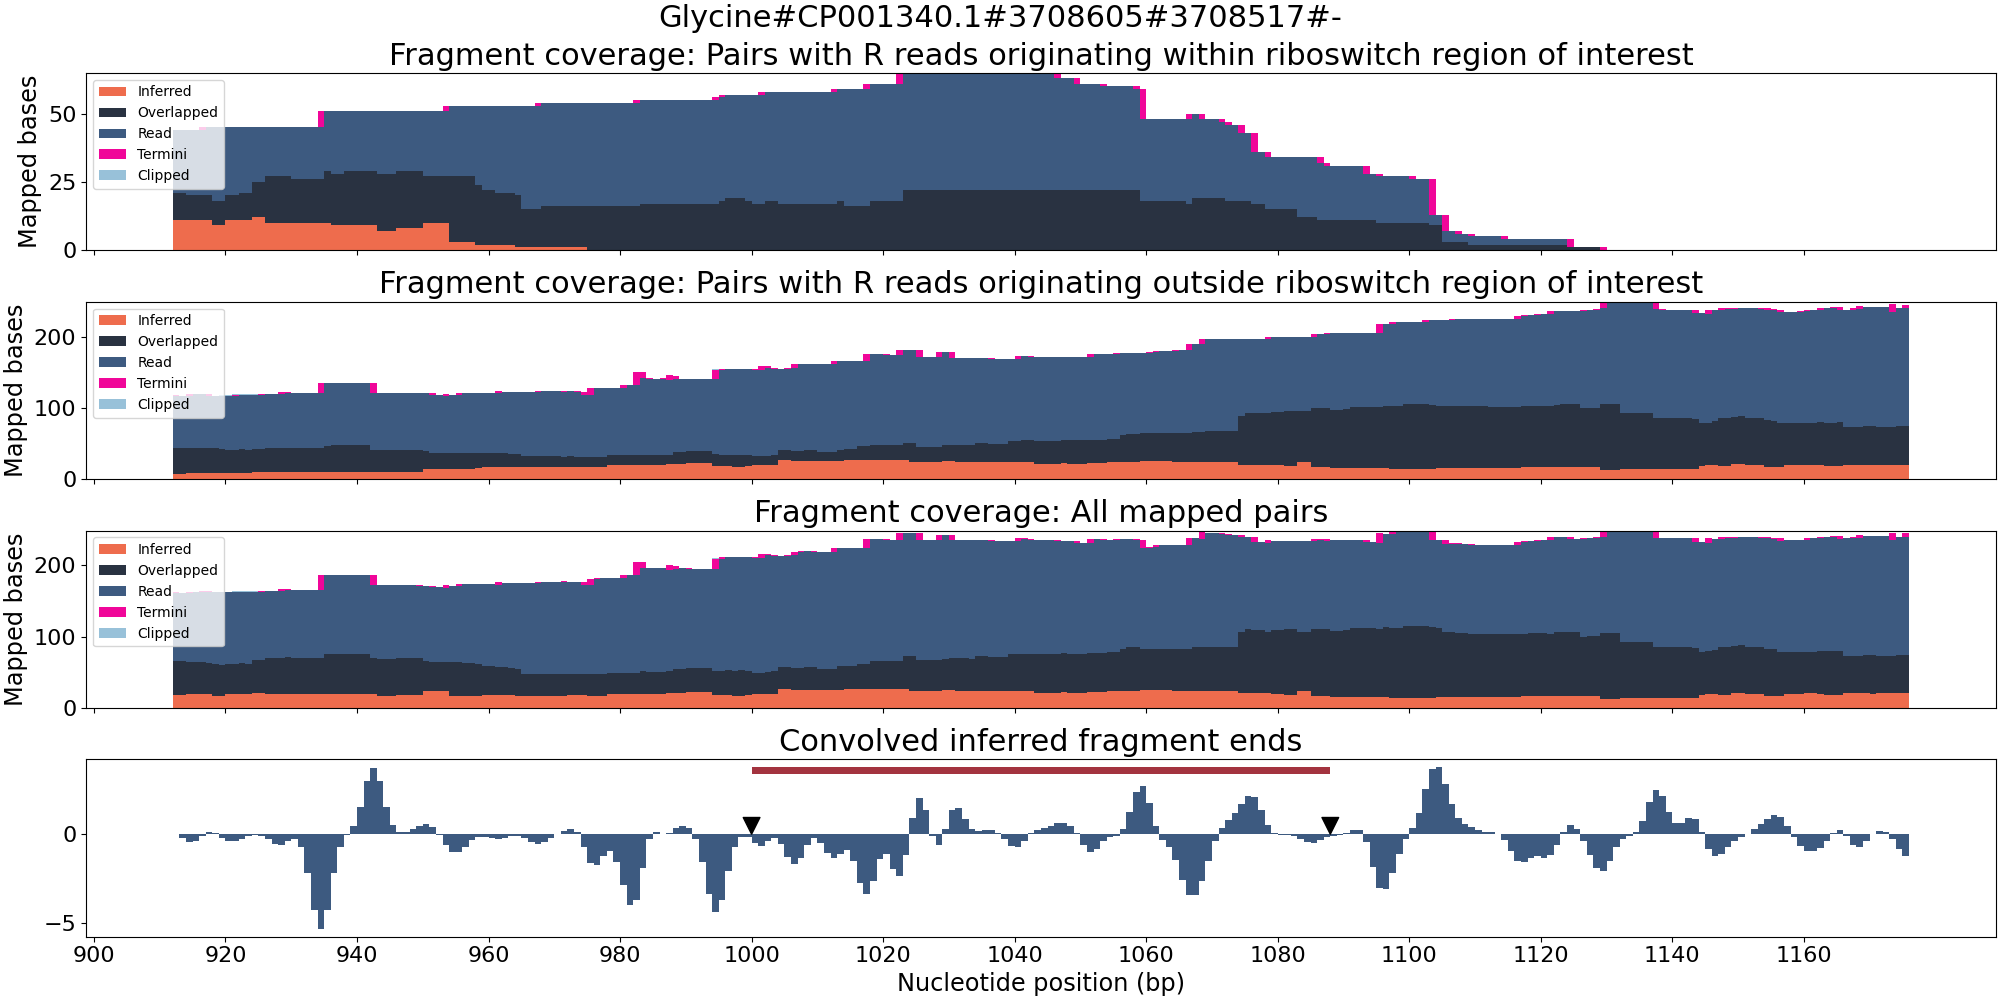 Glycine#CP001340.1#3708605#3708517#-
Fragment coverage: Pairs with R reads originating within riboswitch region of interest
Mapped bases
50
25
0
Inferred
Overlapped
Read
Termini
Clipped
Fragment coverage: Pairs with R reads originating outside riboswitch region of interest
Mapped bases
200
100
0
Inferred
Overlapped
Read
Termini
Clipped
Fragment coverage: All mapped pairs
Mapped bases
200
100
0
Inferred
Overlapped
Read
Termini
Clipped
Convolved inferred fragment ends
0
−5
900 920 940 960 980 1000 1020 1040 1060 1080 1100 1120 1140 1160
Nucleotide position (bp)